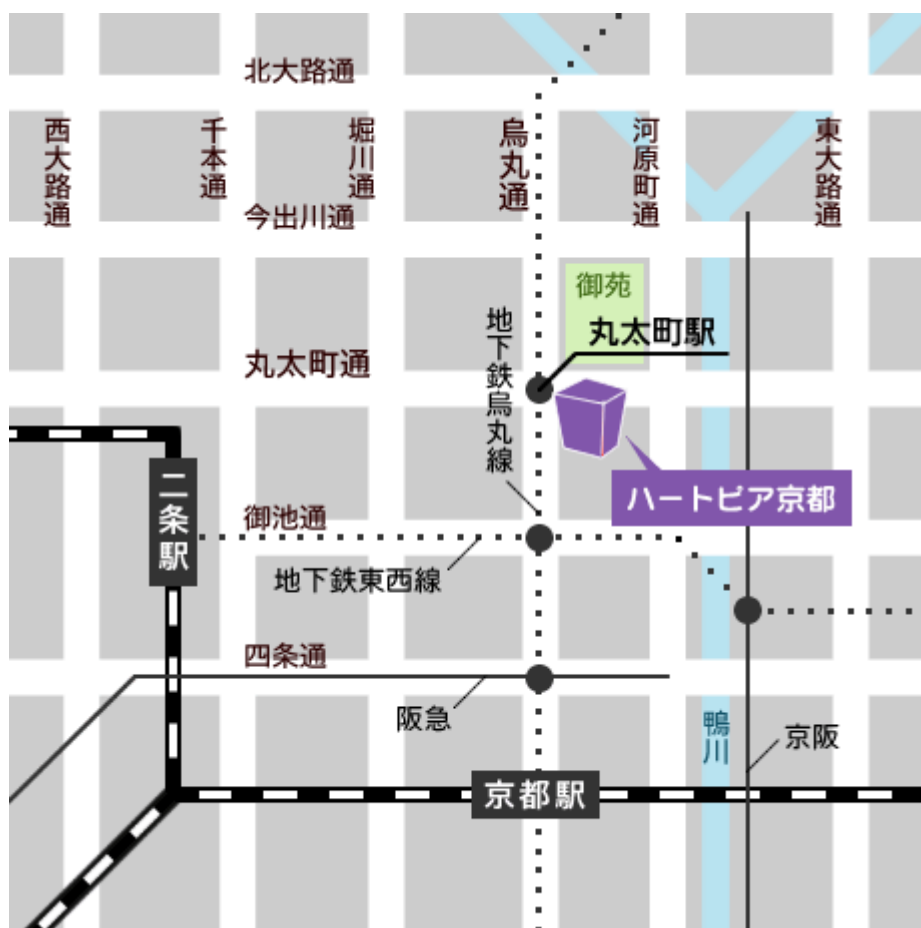 北大路通
西大路通
千本通
堀川通
烏丸通
河原町通
東大路通
今出川通
御苑
丸太町駅
地下鉄烏丸線
丸太町通
ハートピア京都
二条駅
御池通
地下鉄東西線
四条通
阪急
鴨川
京阪
京都駅